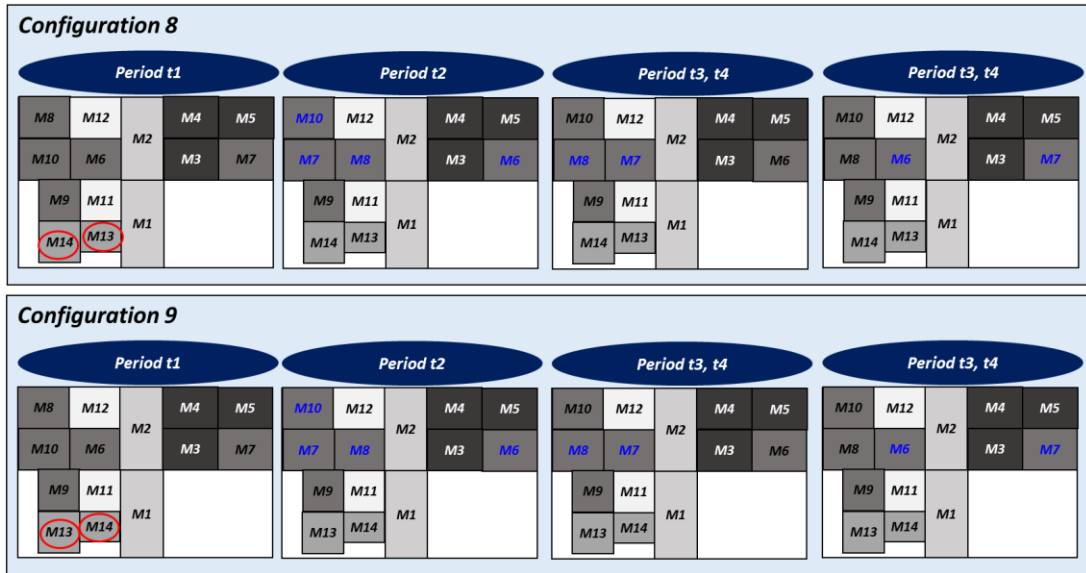 Configuration 8
Period t1 Period t2 Period t3, t4 Period t3, t4
M8 M12 M2 M4 M5 M10 M12 M2 M4 M5 M10 M12 M2 M4 M5 M10 M12 M2 M4 M5
M10 M6 M3 M7 M7 M8 M3 M6 M8 M7 M3 M6 M8 M6 M3 M7
M9 M11 M1 M9 M11 M1 M9 M11 M1 M9 M11 M1
M14 M13 M14 M13 M14 M13 M14 M13
Configuration 9
Period t1 Period t2 Period t3, t4 Period t3, t4
M8 M12 M2 M4 M5 M10 M12 M2 M4 M5 M10 M12 M2 M4 M5 M10 M12 M2 M4 M5
M10 M6 M3 M7 M7 M8 M3 M6 M8 M7 M3 M6 M8 M6 M3 M7
M9 M11 M1 M9 M11 M1 M9 M11 M1 M9 M11 M1
M13 M14 M13 M14 M13 M14 M13 M14